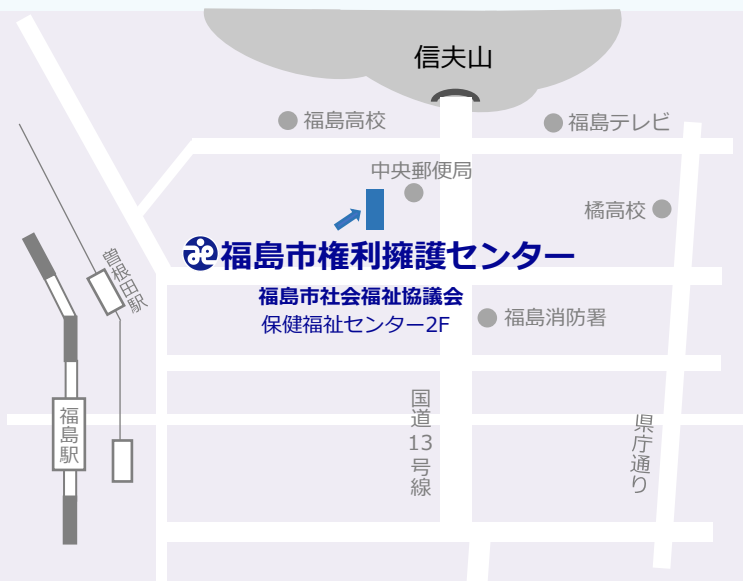 信夫山
福島高校
福島テレビ
中央郵便局
橘高校
福島市権利擁護センター
曽根田駅
福島市社会福祉協議会
保健福祉センター2F
福島消防署
国道13号線
福島駅
県庁通り